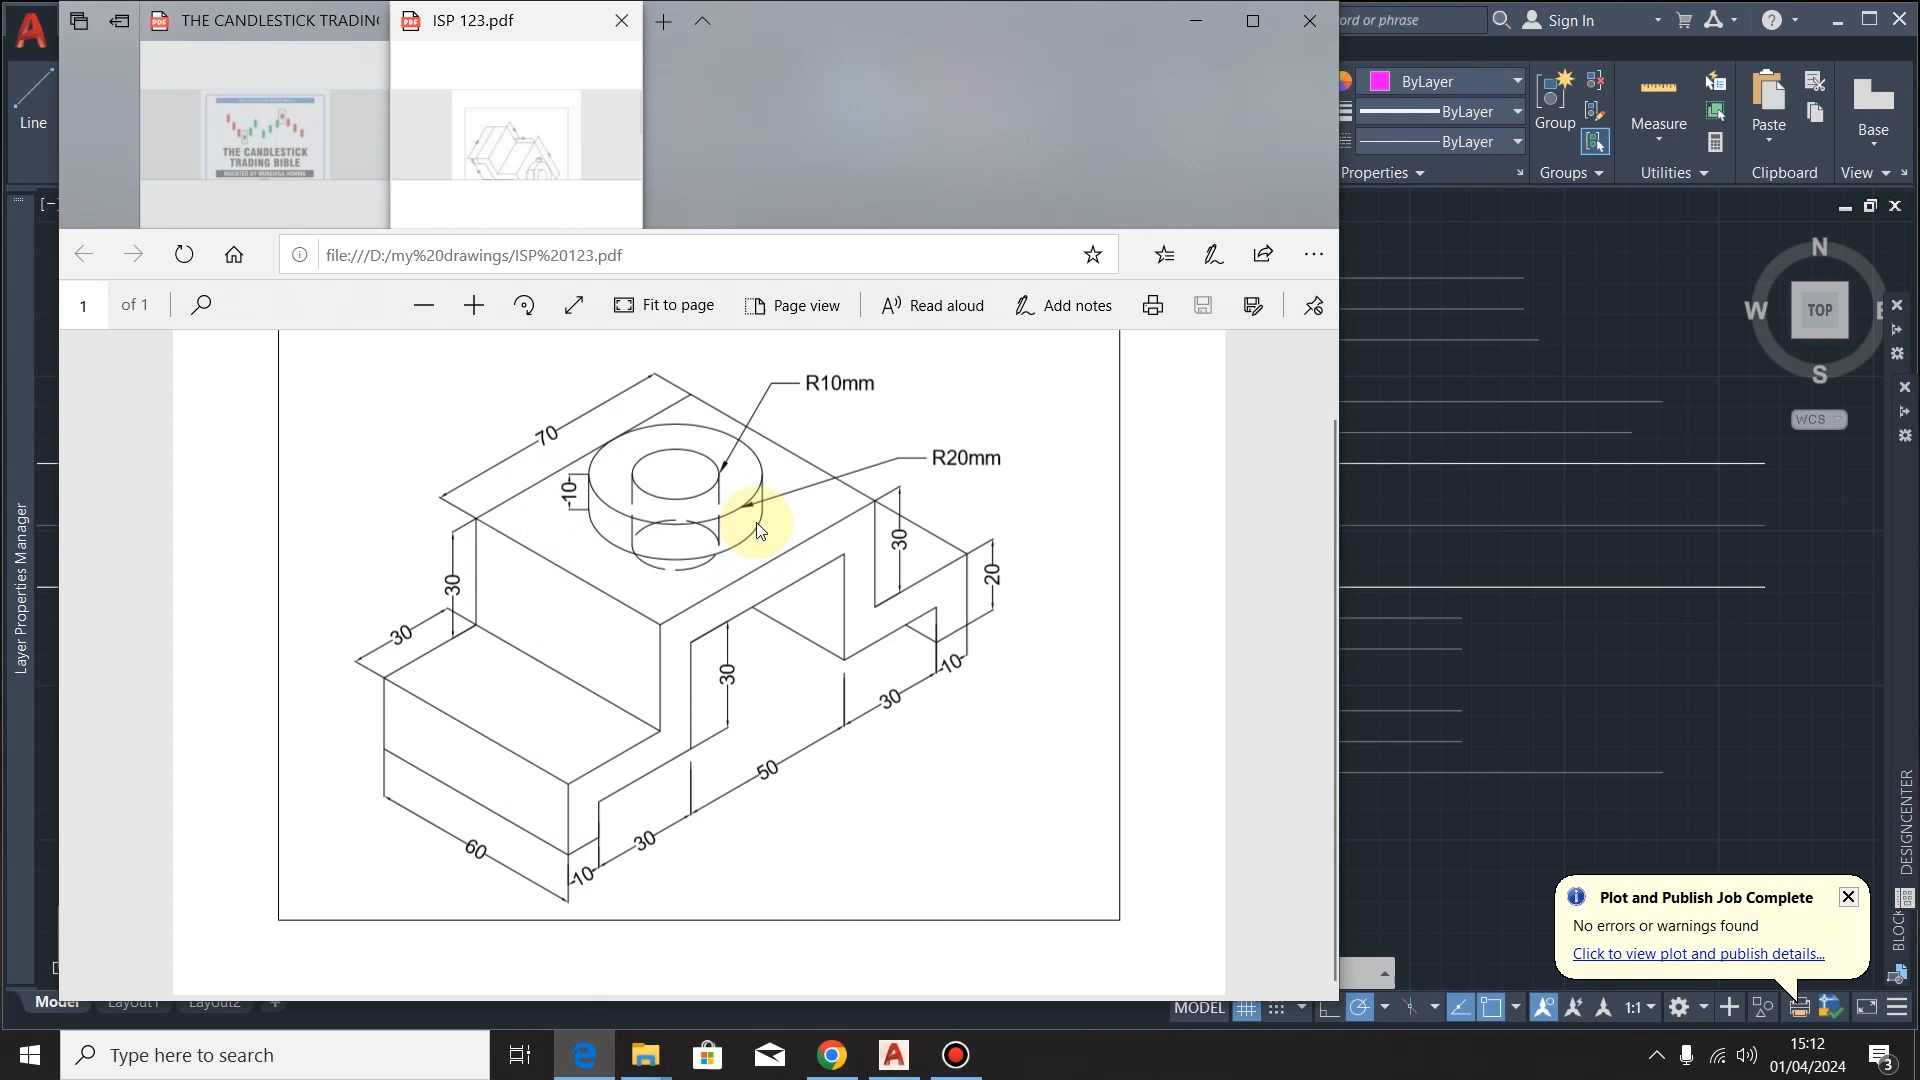 THE CANDLESTICK TRADING
ISP 123.pdf
ord or phrase
Sign In
Line
THE CANDLESTICK
TRADING BIBLE
INVENTED BY MUNEHISA HOMMA
ByLayer
ByLayer
ByLayer
Group
Measure
Paste
Base
Properties
Groups
Utilities
Clipboard
View
file:///D:/my%20drawings/ISP%20123.pdf
1 of 1
Fit to page
Page view
Read aloud
Add notes
N
W
TOP
E
S
WCS
R10mm
R20mm
70
10
30
30
20
30
30
10
30
30
50
60
30
10
Layer Properties Manager
DESIGNCENTER
BLOCK
Plot and Publish Job Complete
No errors or warnings found
Click to view plot and publish details...
Model
Layout1
Layout2
MODEL
1:1
Type here to search
15:12
01/04/2024
3